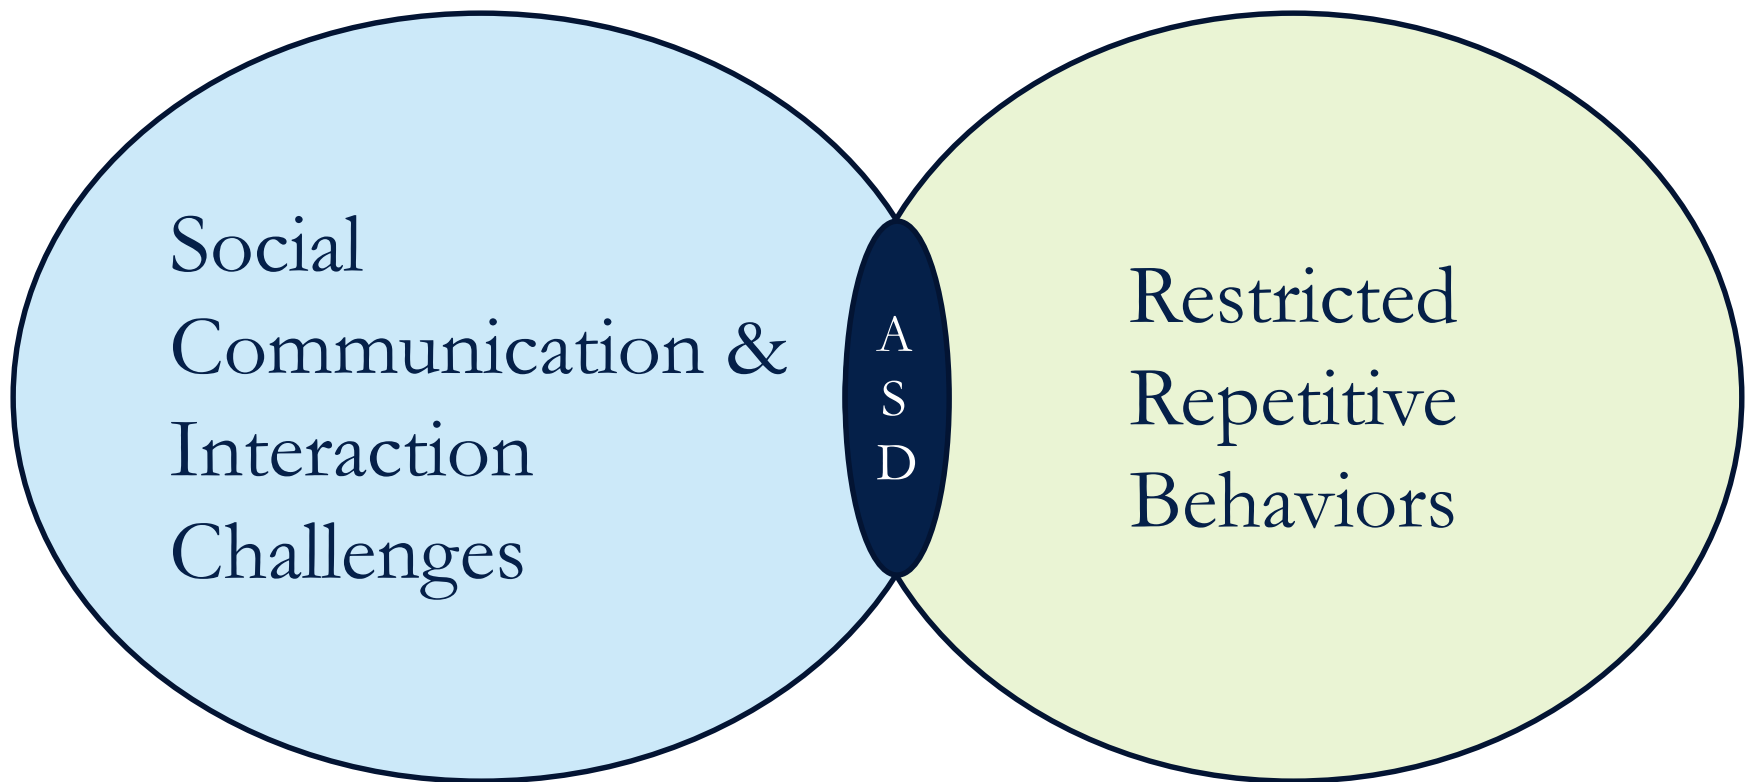 Social
Communication &
Interaction
Challenges
A
S
D
Restricted
Repetitive
Behaviors